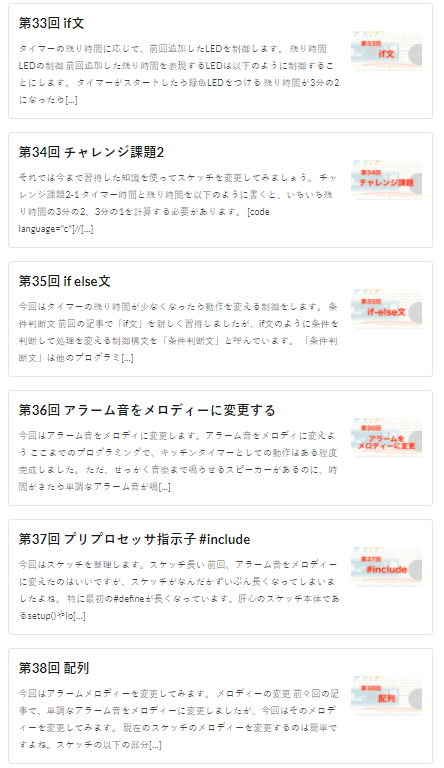 第33回 if文
タイマーの残り時間に応じて、前回追加したLEDを制御します。 残り時間
LEDの制御 前回追加した残り時間を表現するLEDは以下のように制御するこ
とにします。 タイマーがスタートしたら緑色LEDをつける 残り時間が3分の2
になったら[...]
第33回
if文
第34回 チャレンジ課題2
それでは今まで習得した知識を使ってスケッチを変更してみましょう。 チャ
レンジ課題2-1 タイマー時間と残り時間を以下のように書くと、いちいち残
り時間の3分の2、3分の1を計算する必要があります。 [code
language="c"]//[...]
第34回
チャレンジ課題
第35回 if else文
今回はタイマーの残り時間が少なくなったら動作を変える制御をします。 条
件判断文 前回の記事で「if文」を新しく習得しましたが、if文のように条件を
判断して処理を変える制御構文を「条件判断文」と呼んでいます。 「条件判
断文」は他のプログラミ[...]
第35回
if-else文
第36回 アラーム音をメロディーに変更する
今回はアラーム音をメロディに変更します。アラーム音をメロディに変えよ
う ここまでのプログラミングで、キッチンタイマーとしての動作はある程度
完成しました。 ただ、せっかく音楽まで鳴らせるスピーカーがあるのに、時
間がきたら単調なアラーム音が鳴[...]
第36回
アラームを
メロディーに変更
第37回 プリプロセッサ指示子 #include
今回はスケッチを整理します。スケッチ長い 前回、アラーム音をメロディー
に変えたのはいいですが、スケッチがなんだかずいぶん長くなってしまいま
したよね。 特に最初の#defineが長くなっています。肝心のスケッチ本体であ
るsetup()やlo[...]
第37回
#include
第38回 配列
今回はアラームメロディーを変更してみます。 メロディーの変更 前々回の記
事で、単調なアラーム音をメロディーに変更しましたが、今回はそのメロデ
ィーを変更してみます。 現在のスケッチのメロディーを変更するのは簡単で
すよね。スケッチの以下の部分[...]
第38回
配列